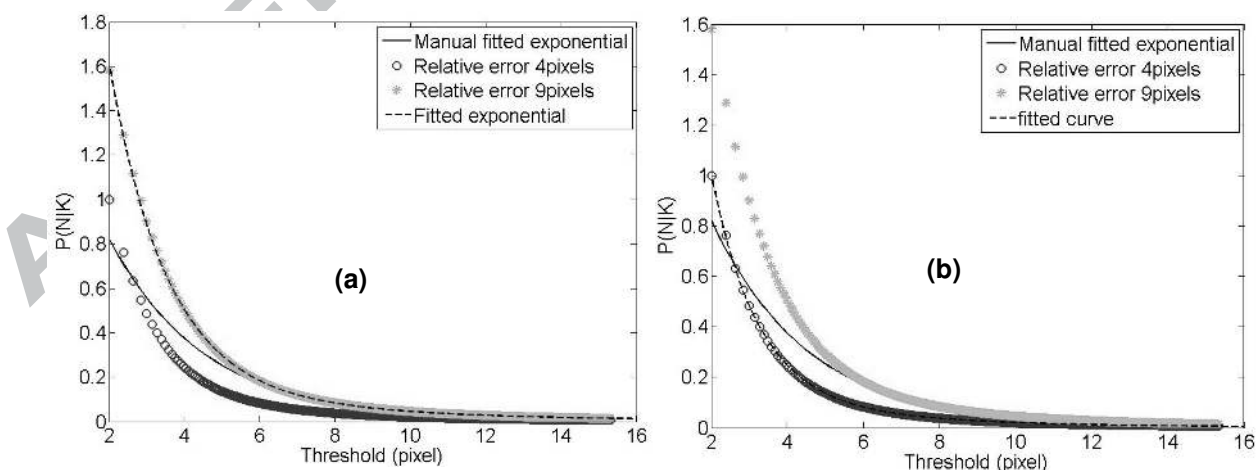 1.8
1.6
1.4
1.2
1
0.8
0.6
0.4
0.2
0
P(N|K)
Manual fitted exponential
Relative error 4pixels
Relative error 9pixels
Fitted exponential
(a)
2 4 6 8 10 12 14 16
Threshold (pixel)
1.6
1.4
1.2
1
0.8
0.6
0.4
0.2
0
P(N|K)
Manual fitted exponential
Relative error 4pixels
Relative error 9pixels
fitted curve
(b)
2 4 6 8 10 12 14 16
Threshold (pixel)
A